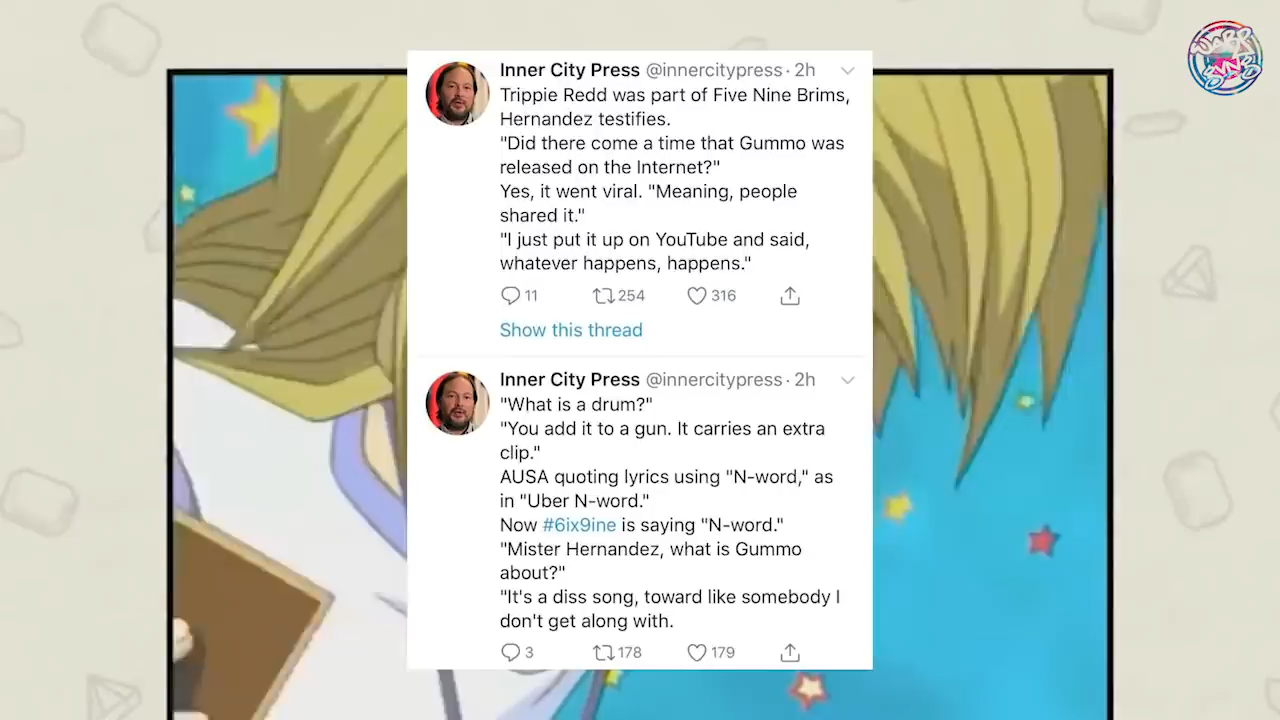 Inner City Press @innercitypress · 2h
Trippie Redd was part of Five Nine Brims,
Hernandez testifies.
"Did there come a time that Gummo was
released on the Internet?"
Yes, it went viral. "Meaning, people
shared it."
"I just put it up on YouTube and said,
whatever happens, happens."
11 254 316
Show this thread
Inner City Press @innercitypress · 2h
"What is a drum?"
"You add it to a gun. It carries an extra
clip."
AUSA quoting lyrics using "N-word," as
in "Uber N-word."
Now #6ix9ine is saying "N-word."
"Mister Hernandez, what is Gummo
about?"
"It's a diss song, toward like somebody I
don't get along with.
3 178 179